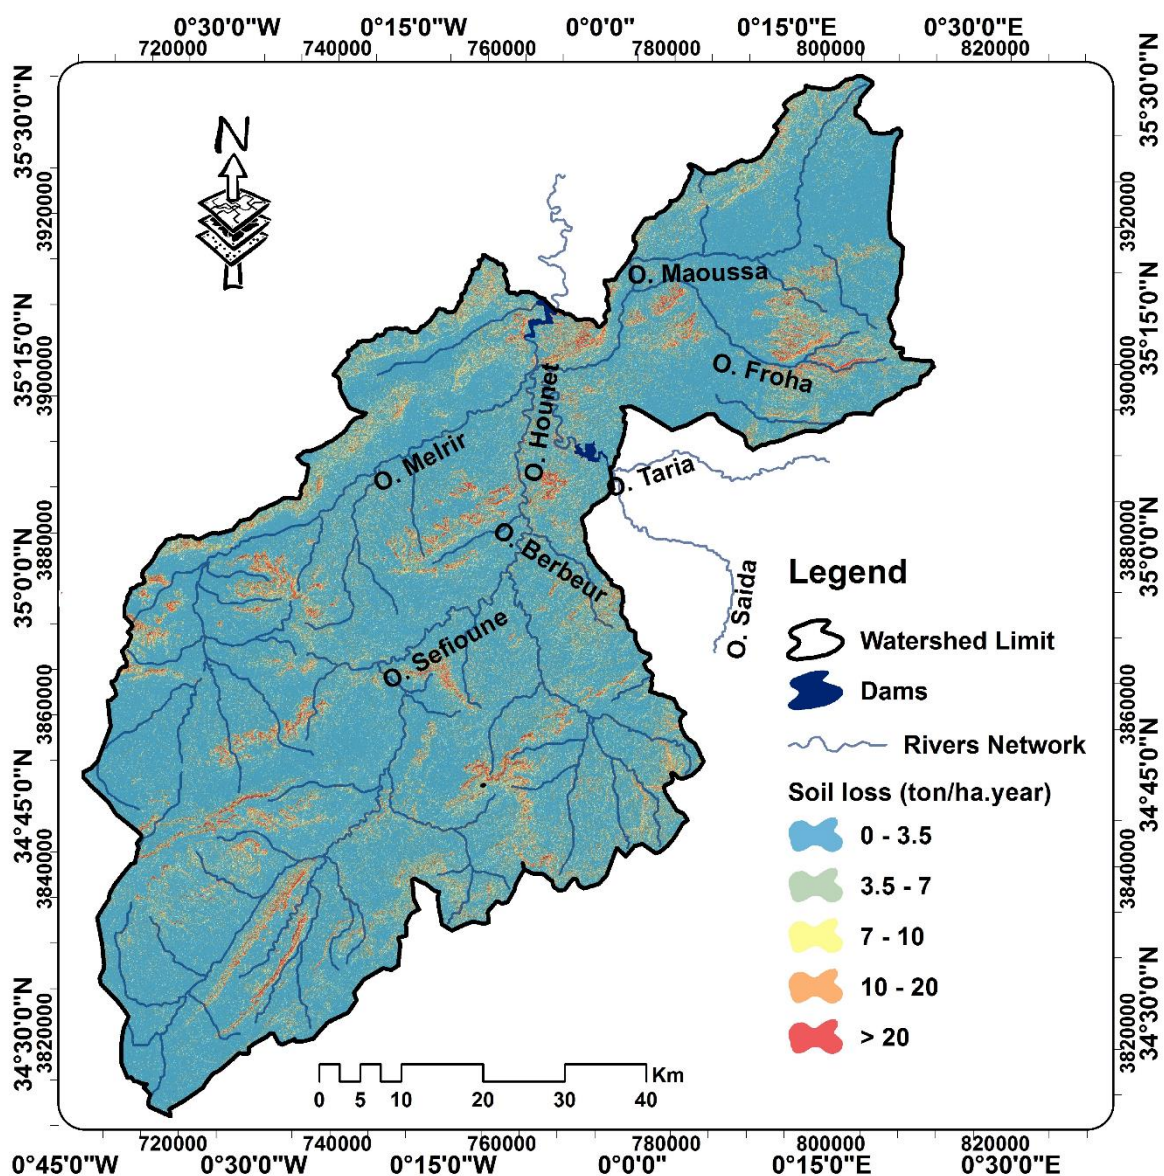 0°30'0"W 0°15'0"W 0°0'0" 0°15'0"E 0°30'0"E
720000 740000 760000 780000 800000 820000
35°30'0"N 35°15'0"N 35°0'0"N 34°45'0"N 34°30'0"N
3920000 3900000 3880000 3860000 3840000 3820000
N
O. Maoussa
O. Froha
O. Hounet
O. Melrir
O. Taria
O. Berbeur
O. Saida
O. Sefioune
Legend
Watershed Limit
Dams
Rivers Network
Soil loss (ton/ha.year)
0 - 3.5
3.5 - 7
7 - 10
10 - 20
> 20
Km
0 5 10 20 30 40
3920000 3900000 3880000 3860000 3840000 3820000
35°30'0"N 35°15'0"N 35°0'0"N 34°45'0"N 34°30'0"N
720000 740000 760000 780000 800000 820000
0°45'0"W 0°30'0"W 0°15'0"W 0°0'0" 0°15'0"E 0°30'0"E